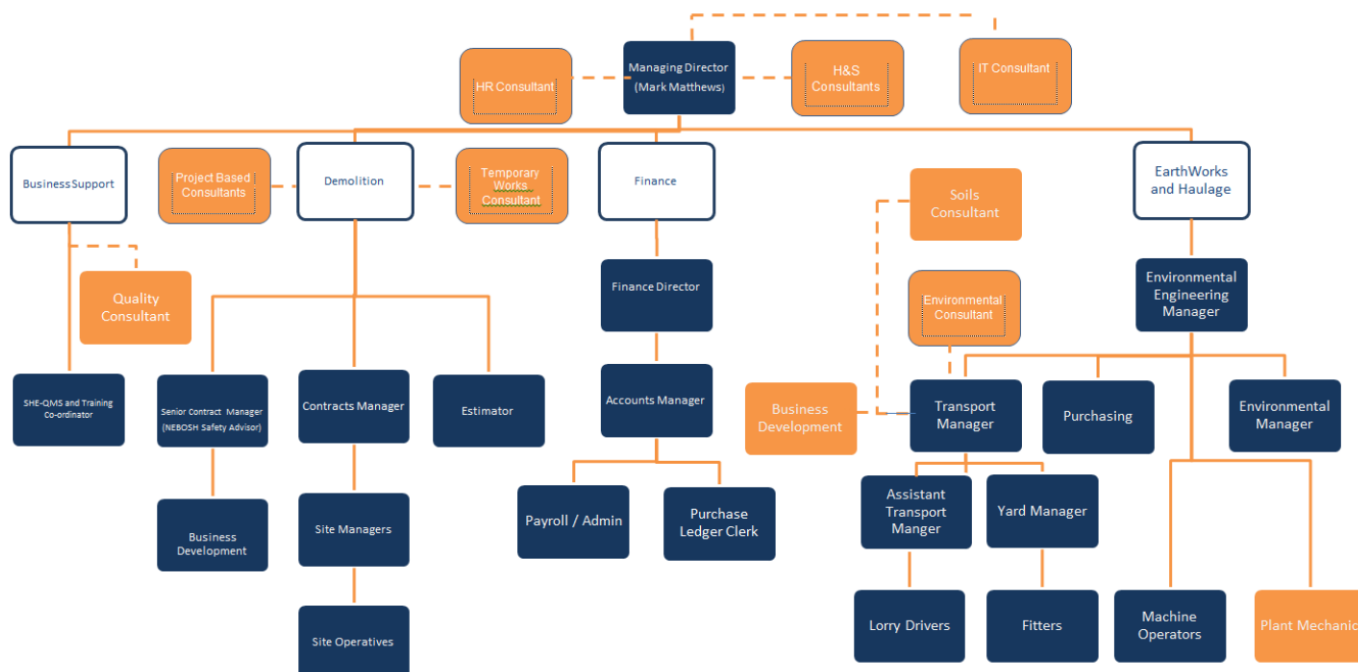 Managing Director
(Mark Matthews)
HR Consultant
H&S
Consultants
IT Consultant
Business Support
Project Based
Consultants
Demolition
Temporary
Works
Consultant
Finance
EarthWorks
and Haulage
Soils
Consultant
Quality
Consultant
Finance Director
Environmental
Consultant
Environmental
Engineering
Manager
SHE-QMS and Training
Co-ordinator
Senior Contract Manager
(NEBOSH Safety Advisor)
Contracts Manager
Estimator
Accounts Manager
Business
Development
Transport
Manager
Purchasing
Environmental
Manager
Business
Development
Site Managers
Payroll / Admin
Purchase
Ledger Clerk
Assistant
Transport
Manger
Yard Manager
Site Operatives
Lorry Drivers
Fitters
Machine
Operators
Plant Mechanic